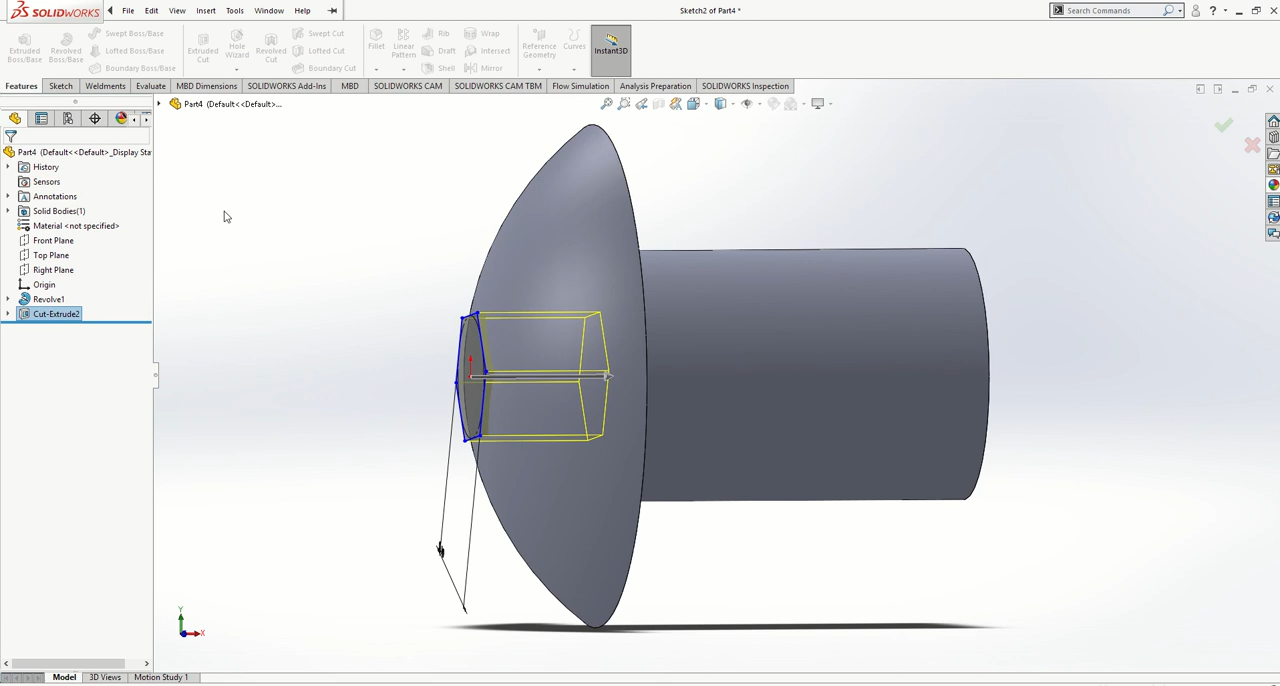 SOLIDWORKS File Edit View Insert Tools Window Help Sketch2 of Part4 * Search Commands ?
Extruded Boss/Base Revolved Boss/Base Swept Boss/Base Lofted Boss/Base Boundary Boss/Base Extruded Cut Hole Wizard Revolved Cut Swept Cut Lofted Cut Boundary Cut Fillet Linear Pattern Rib Draft Shell Wrap Intersect Mirror Reference Geometry Curves Instant3D
Features Sketch Weldments Evaluate MBD Dimensions SOLIDWORKS Add-Ins MBD SOLIDWORKS CAM SOLIDWORKS CAM TBM Flow Simulation Analysis Preparation SOLIDWORKS Inspection
Part4 (Default<<Default>...
Part4 (Default<<Default>_Display Sta
History
Sensors
Annotations
Solid Bodies(1)
Material <not specified>
Front Plane
Top Plane
Right Plane
Origin
Revolve1
Cut-Extrude2
Y
X
Model 3D Views Motion Study 1